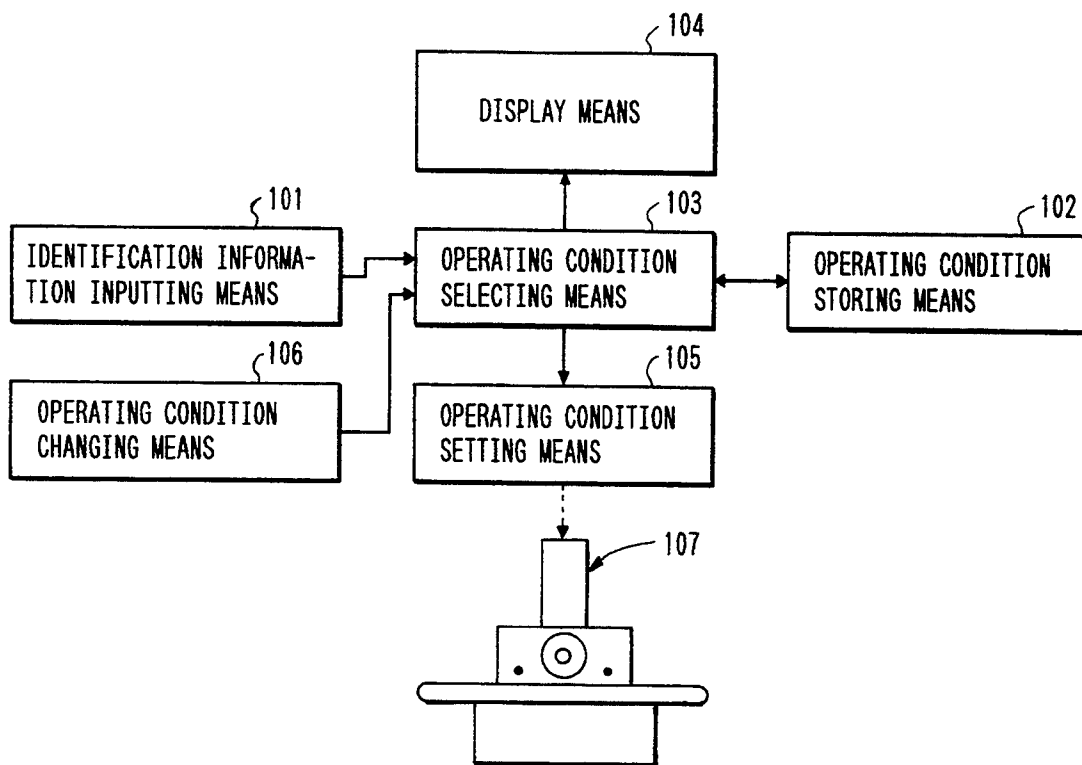 104
DISPLAY MEANS
101
IDENTIFICATION INFORMA-
TION INPUTTING MEANS
103
OPERATING CONDITION
SELECTING MEANS
102
OPERATING CONDITION
STORING MEANS
106
OPERATING CONDITION
CHANGING MEANS
105
OPERATING CONDITION
SETTING MEANS
107